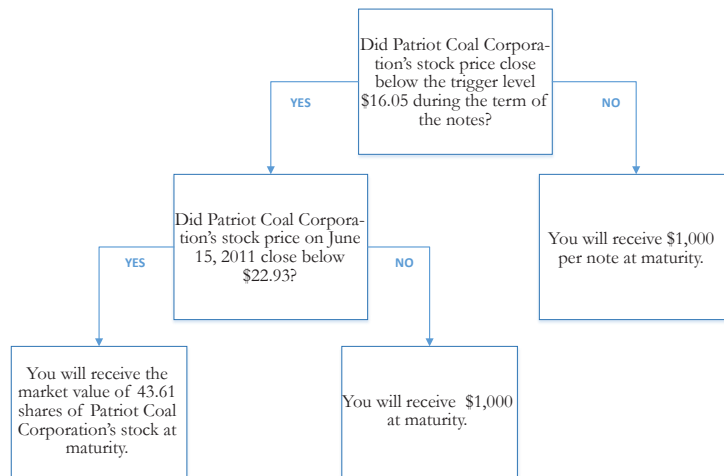 Did Patriot Coal Corpora-
tion's stock price close
below the trigger level
$16.05 during the term of
the notes?
YES
NO
Did Patriot Coal Corpora-
tion's stock price on June
15, 2011 close below
$22.93?
You will receive $1,000
per note at maturity.
YES
NO
You will receive the
market value of 43.61
shares of Patriot Coal
Corporation's stock at
maturity.
You will receive $1,000
at maturity.